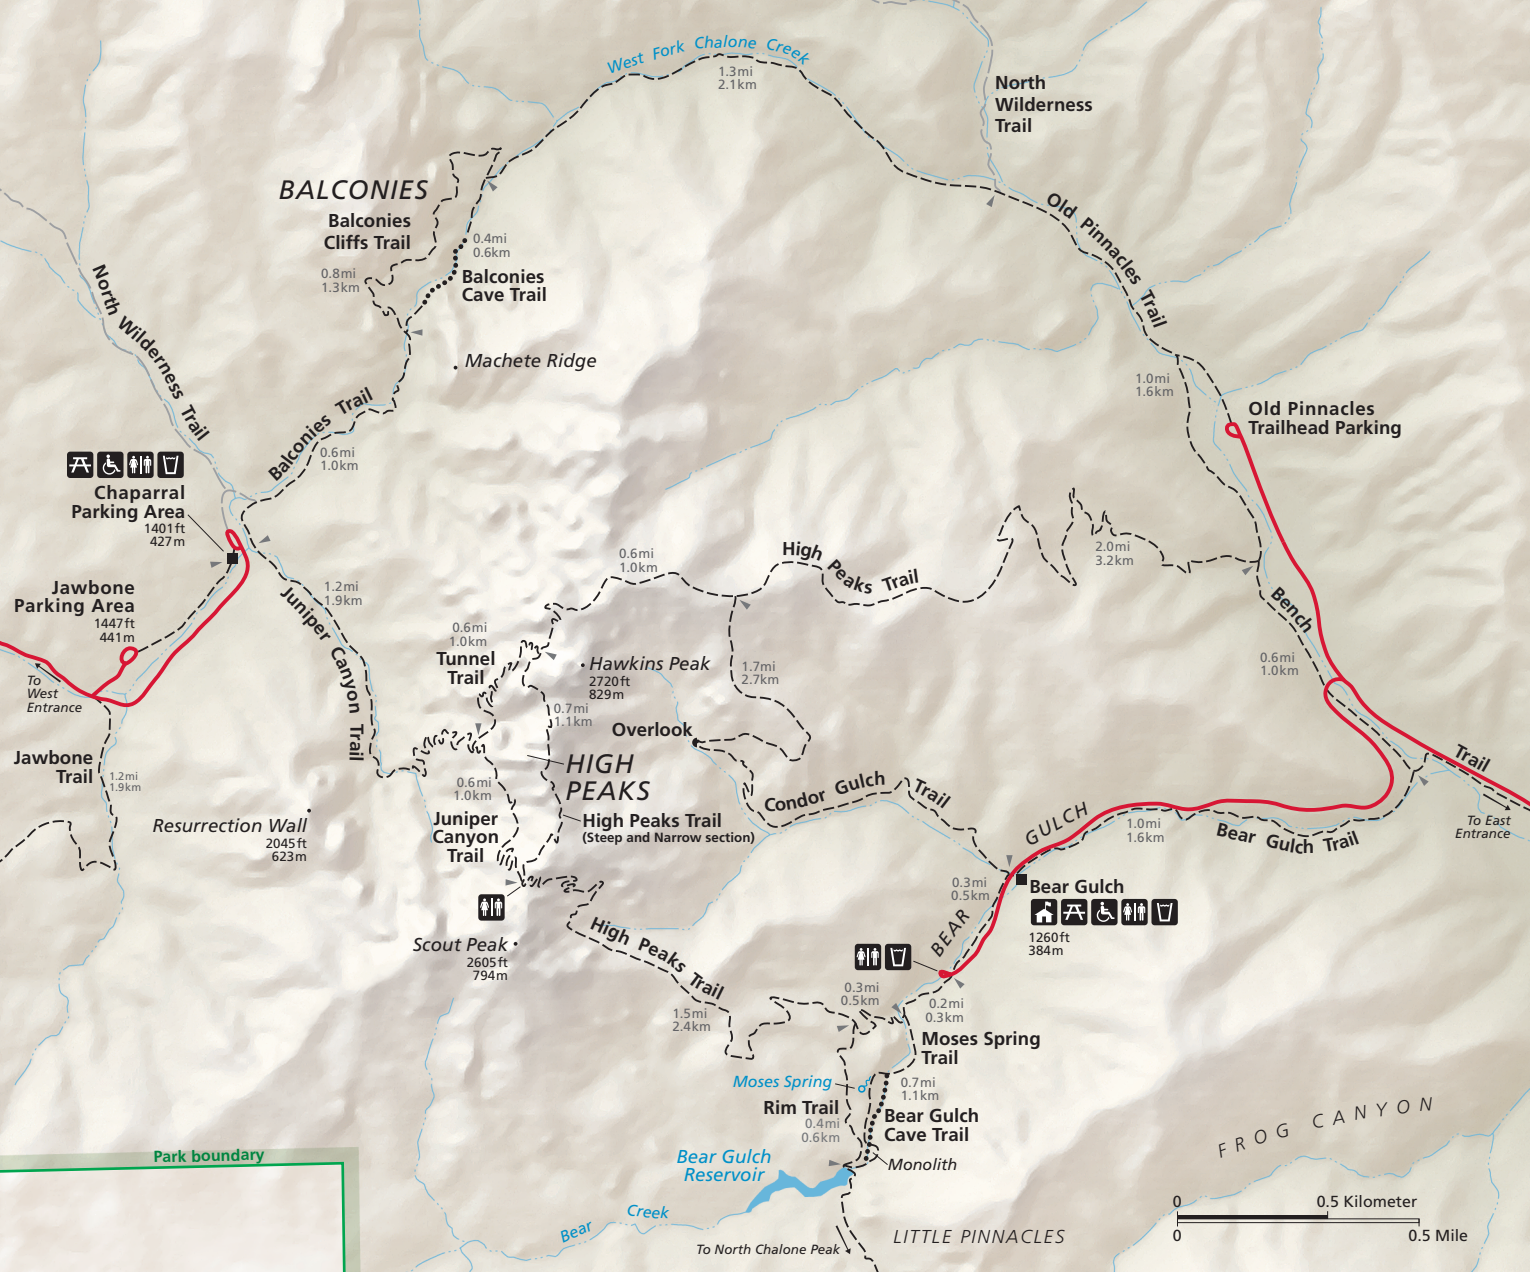 West Fork Chalone Creek
1.3mi
2.1km
North
Wilderness
Trail
BALCONIES
Balconies
Cliffs Trail
0.8mi
1.3km
0.4mi
0.6km
Balconies
Cave Trail
Old Pinnacles Trail
North Wilderness Trail
Machete Ridge
1.0mi
1.6km
Old Pinnacles
Trailhead Parking
Balconies Trail
0.6mi
1.0km
Chaparral
Parking Area
1401ft
427m
Jawbone
Parking Area
1447ft
441m
1.2mi
1.9km
Juniper Canyon Trail
0.6mi
1.0km
High Peaks Trail
2.0mi
3.2km
Bench
Trail
0.6mi
1.0km
To
West
Entrance
0.6mi
1.0km
Tunnel
Trail
Hawkins Peak
2720ft
829m
1.7mi
2.7km
0.7mi
1.1km
Overlook
Jawbone
Trail
1.2mi
1.9km
HIGH
PEAKS
0.6mi
1.0km
Condor Gulch Trail
Juniper
Canyon
Trail
High Peaks Trail
(Steep and Narrow section)
Resurrection Wall
2045ft
623m
BEAR GULCH
1.0mi
1.6km
Bear Gulch Trail
To East
Entrance
0.3mi
0.5km
Bear Gulch
1260ft
384m
Scout Peak
2605ft
794m
High Peaks Trail
1.5mi
2.4km
0.3mi
0.5km
0.2mi
0.3km
Moses Spring
Trail
Moses Spring
0.7mi
1.1km
Rim Trail
0.4mi
0.6km
Bear Gulch
Cave Trail
Monolith
Bear Gulch
Reservoir
FROG CANYON
Park boundary
Bear Creek
To North Chalone Peak
LITTLE PINNACLES
0 0.5 Kilometer
0 0.5 Mile